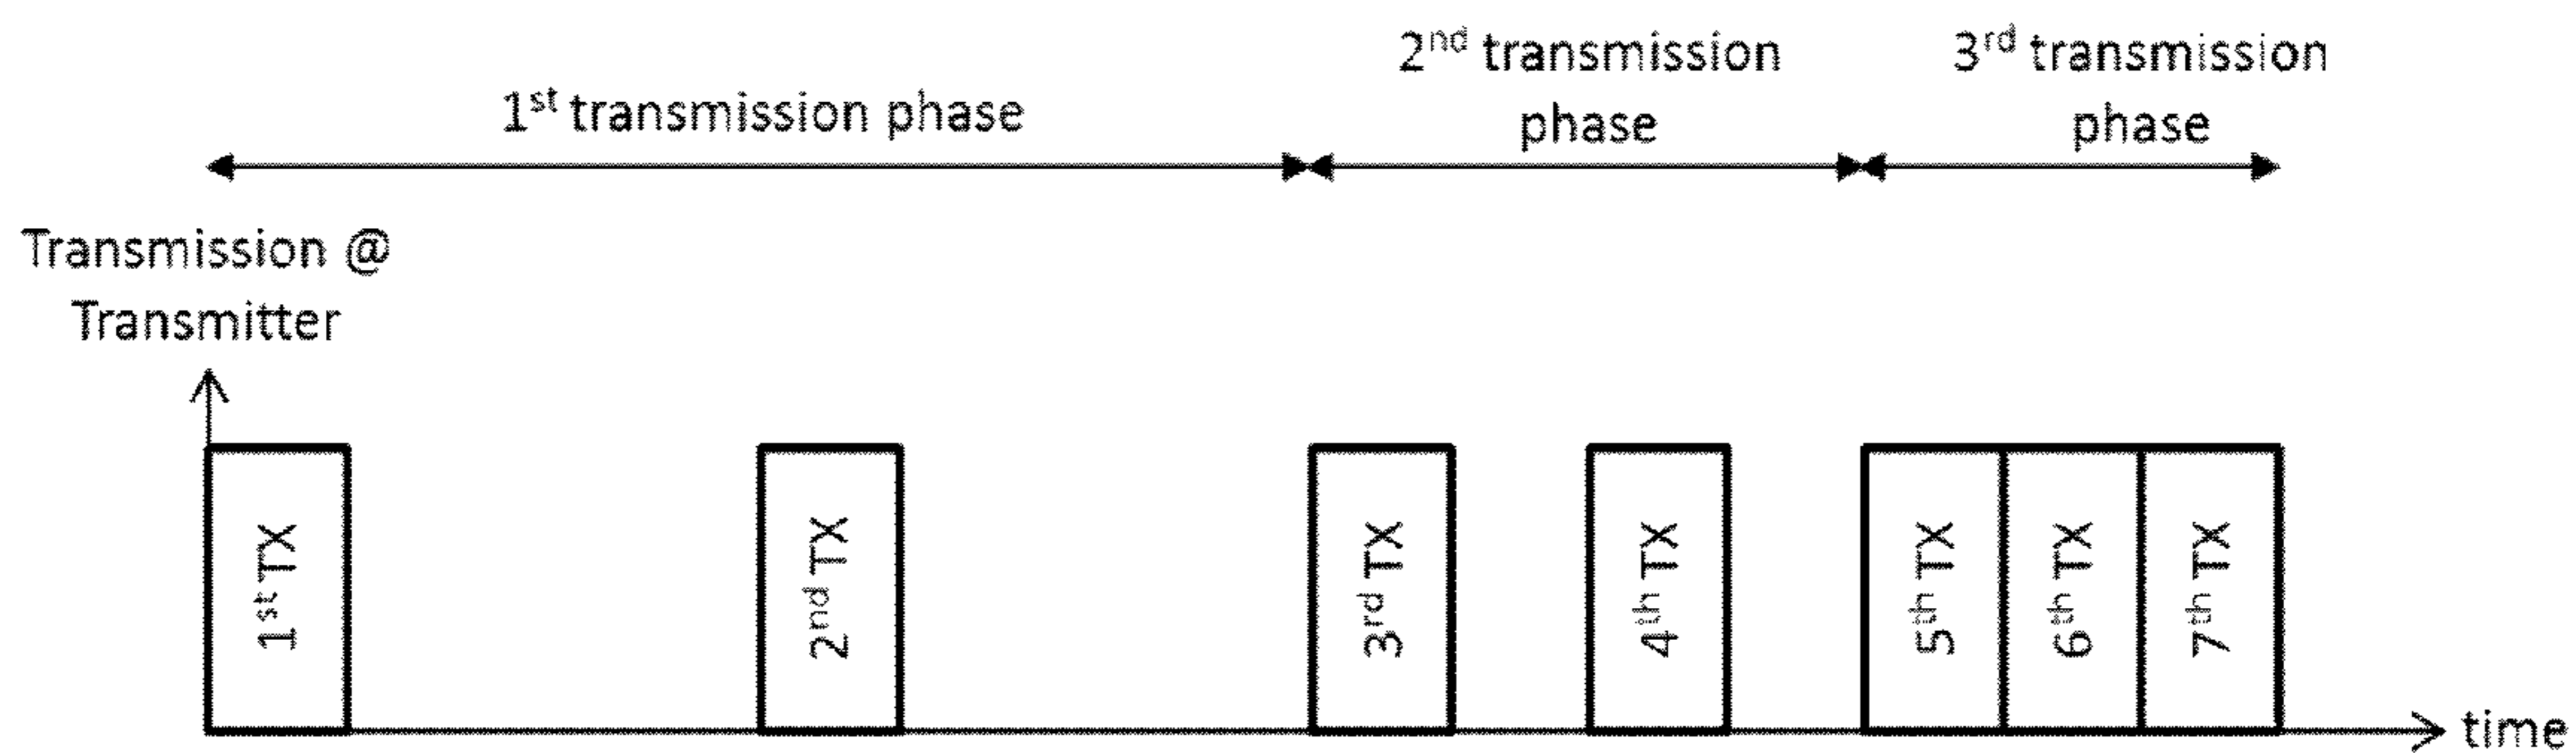 2nd transmission
phase
3rd transmission
phase
1st transmission phase
Transmission @
Transmitter
1st TX
2nd TX
3rd TX
4th TX
5th TX
6th TX
7th TX
time